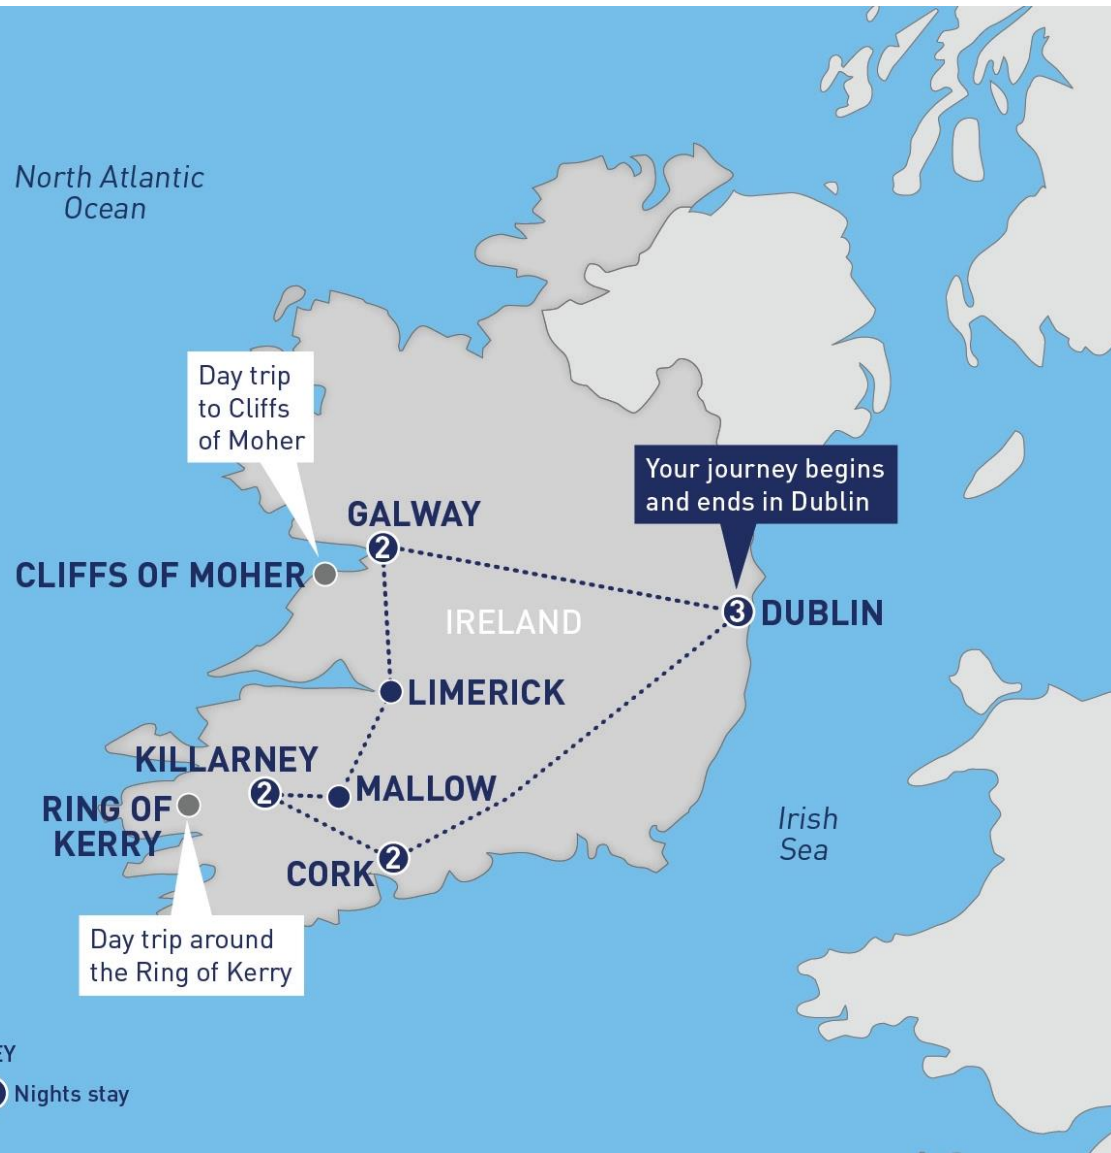 North Atlantic
Ocean
Day trip
to Cliffs
of Moher
Your journey begins
and ends in Dublin
GALWAY
2
CLIFFS OF MOHER
3 DUBLIN
IRELAND
LIMERICK
KILLARNEY
2
MALLOW
RING OF
KERRY
Irish
Sea
2
CORK
Day trip around
the Ring of Kerry
EY
Nights stay